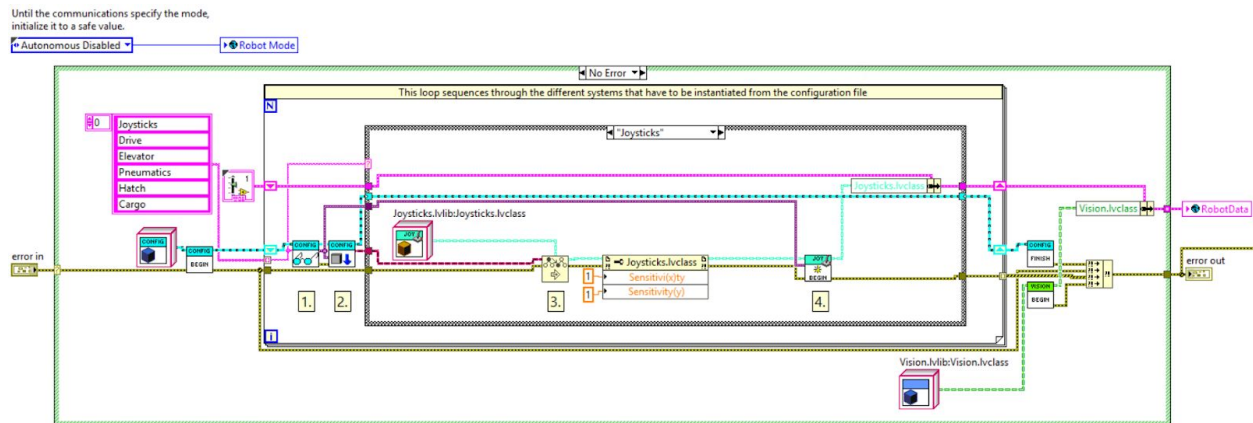 Until the communications specify the mode,
initialize it to a safe value.
Autonomous Disabled
Robot Mode
No Error
This loop sequences through the different systems that have to be instantiated from the configuration file
N
"Joysticks"
0
Joysticks
Drive
Elevator
Pneumatics
Hatch
Cargo
1
Joysticks.lvclass
Vision.lvclass
RobotData
Joysticks.lvlib:Joysticks.lvclass
CONFIG
CONFIG
BEGIN
CONFIG
CONFIG
JOY
Joysticks.lvclass
1
Sensitivi(x)ty
1
Sensitivity(y)
JOY
BEGIN
CONFIG
FINISH
error in
error out
1.
2.
3.
4.
VISION
BEGIN
i
Vision.lvlib:Vision.lvclass